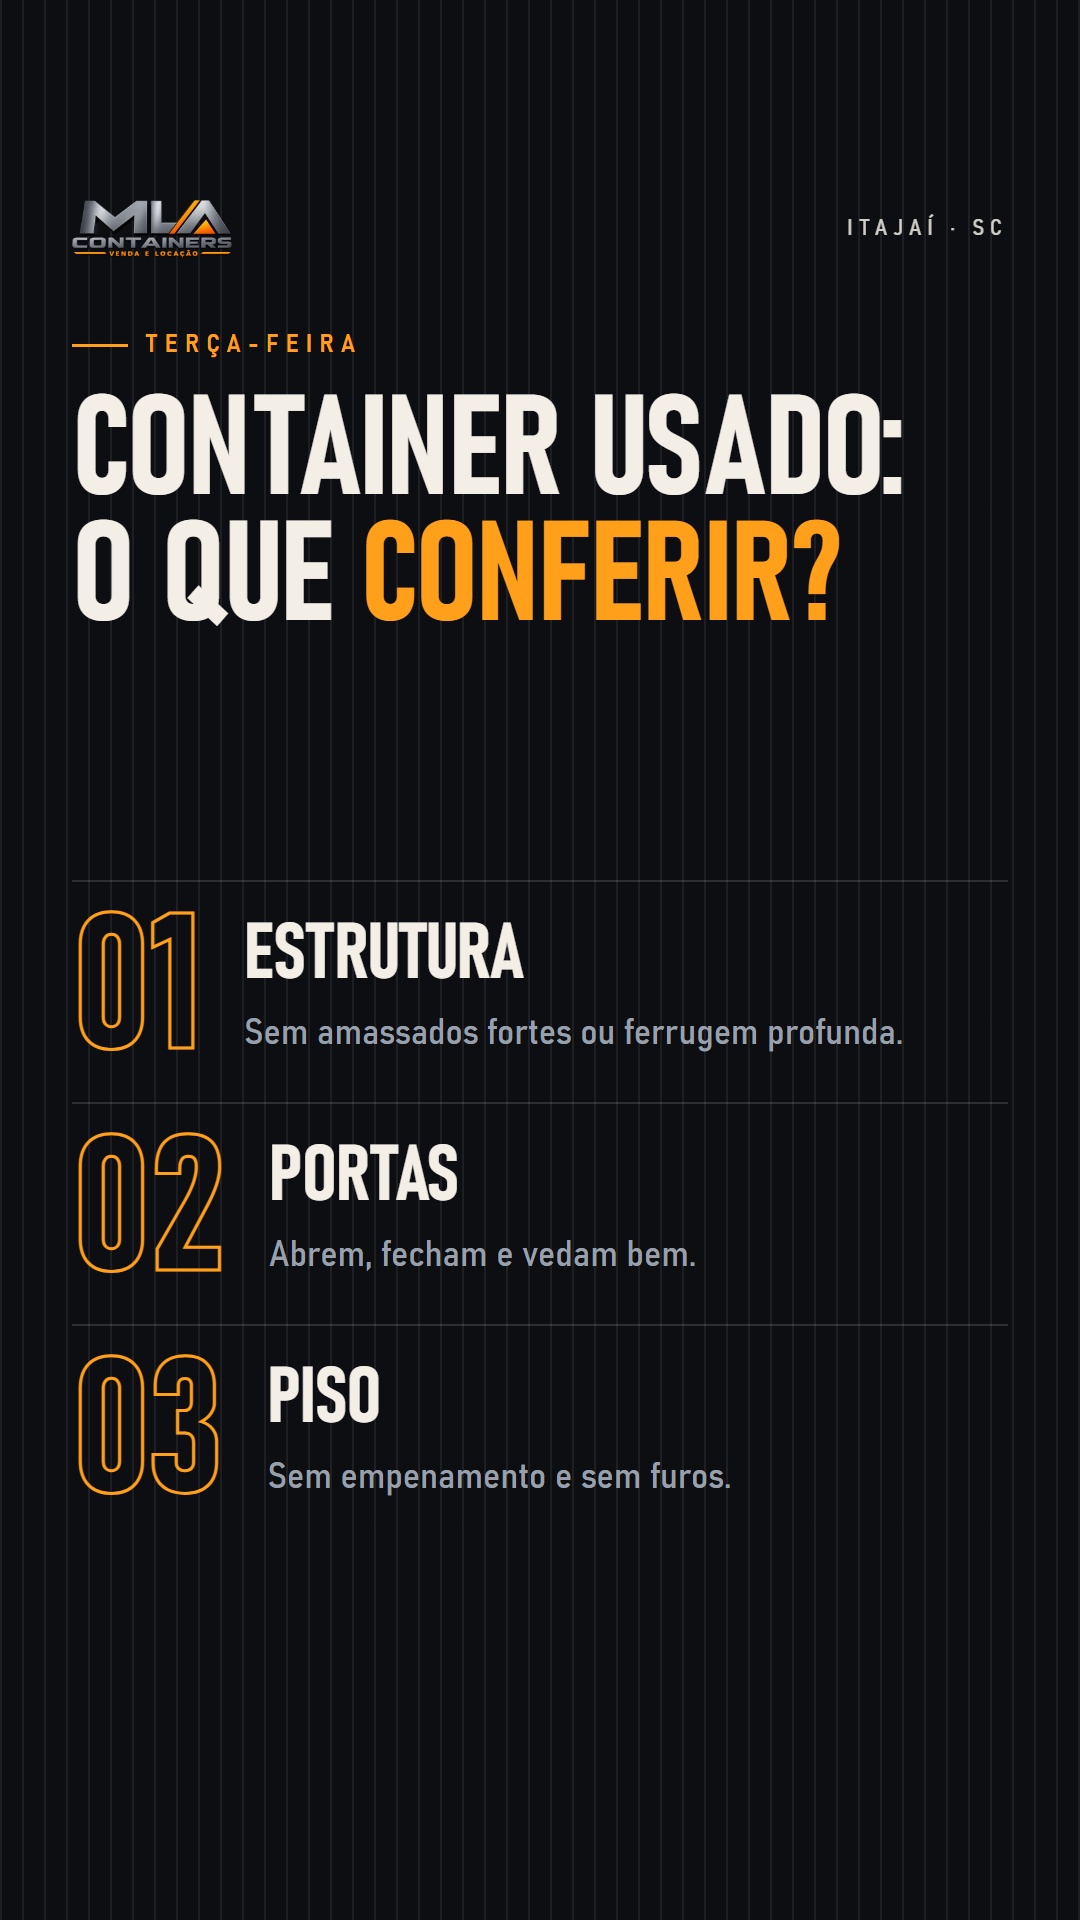 MLA
CONTAINERS
VENDA E LOCAÇÃO
ITAJAÍ · SC
TERÇA-FEIRA
CONTAINER USADO:
O QUE CONFERIR?
01
ESTRUTURA
Sem amassados fortes ou ferrugem profunda.
02
PORTAS
Abrem, fecham e vedam bem.
03
PISO
Sem empenamento e sem furos.